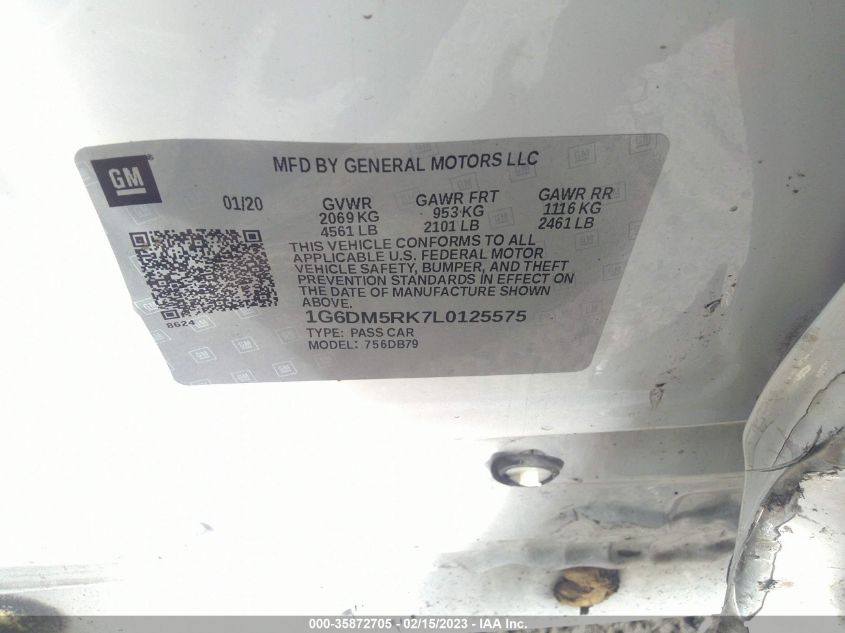 GM
MFD BY GENERAL MOTORS LLC
01/20 GVWR GAWR FRT GAWR RR
2069 KG 953 KG 1116 KG
4561 LB 2101 LB 2461 LB
THIS VEHICLE CONFORMS TO ALL
APPLICABLE U.S. FEDERAL MOTOR
VEHICLE SAFETY, BUMPER, AND THEFT
PREVENTION STANDARDS IN EFFECT ON
THE DATE OF MANUFACTURE SHOWN
ABOVE.
8624
1G6DM5RK7L0125575
TYPE: PASS CAR
MODEL: 756DB79
000-35872705 - 02/15/2023 - IAA Inc.